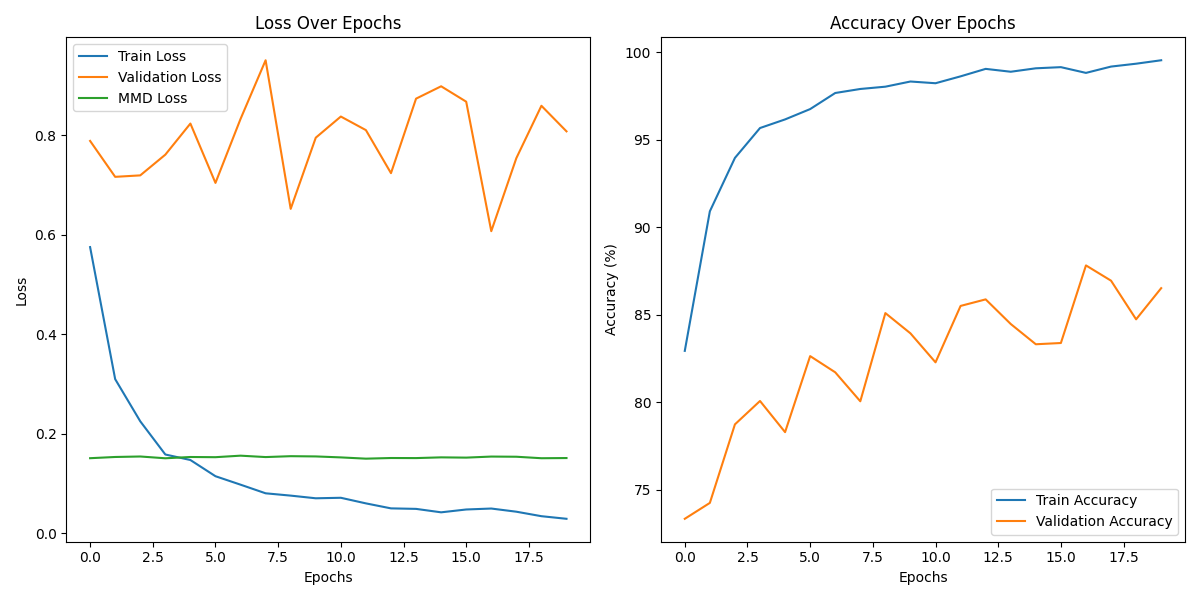 Loss Over Epochs
Train Loss
Validation Loss
MMD Loss
Loss
0.8
0.6
0.4
0.2
0.0
0.0 2.5 5.0 7.5 10.0 12.5 15.0 17.5
Epochs
Accuracy Over Epochs
Accuracy (%)
100
95
90
85
80
75
Train Accuracy
Validation Accuracy
0.0 2.5 5.0 7.5 10.0 12.5 15.0 17.5
Epochs